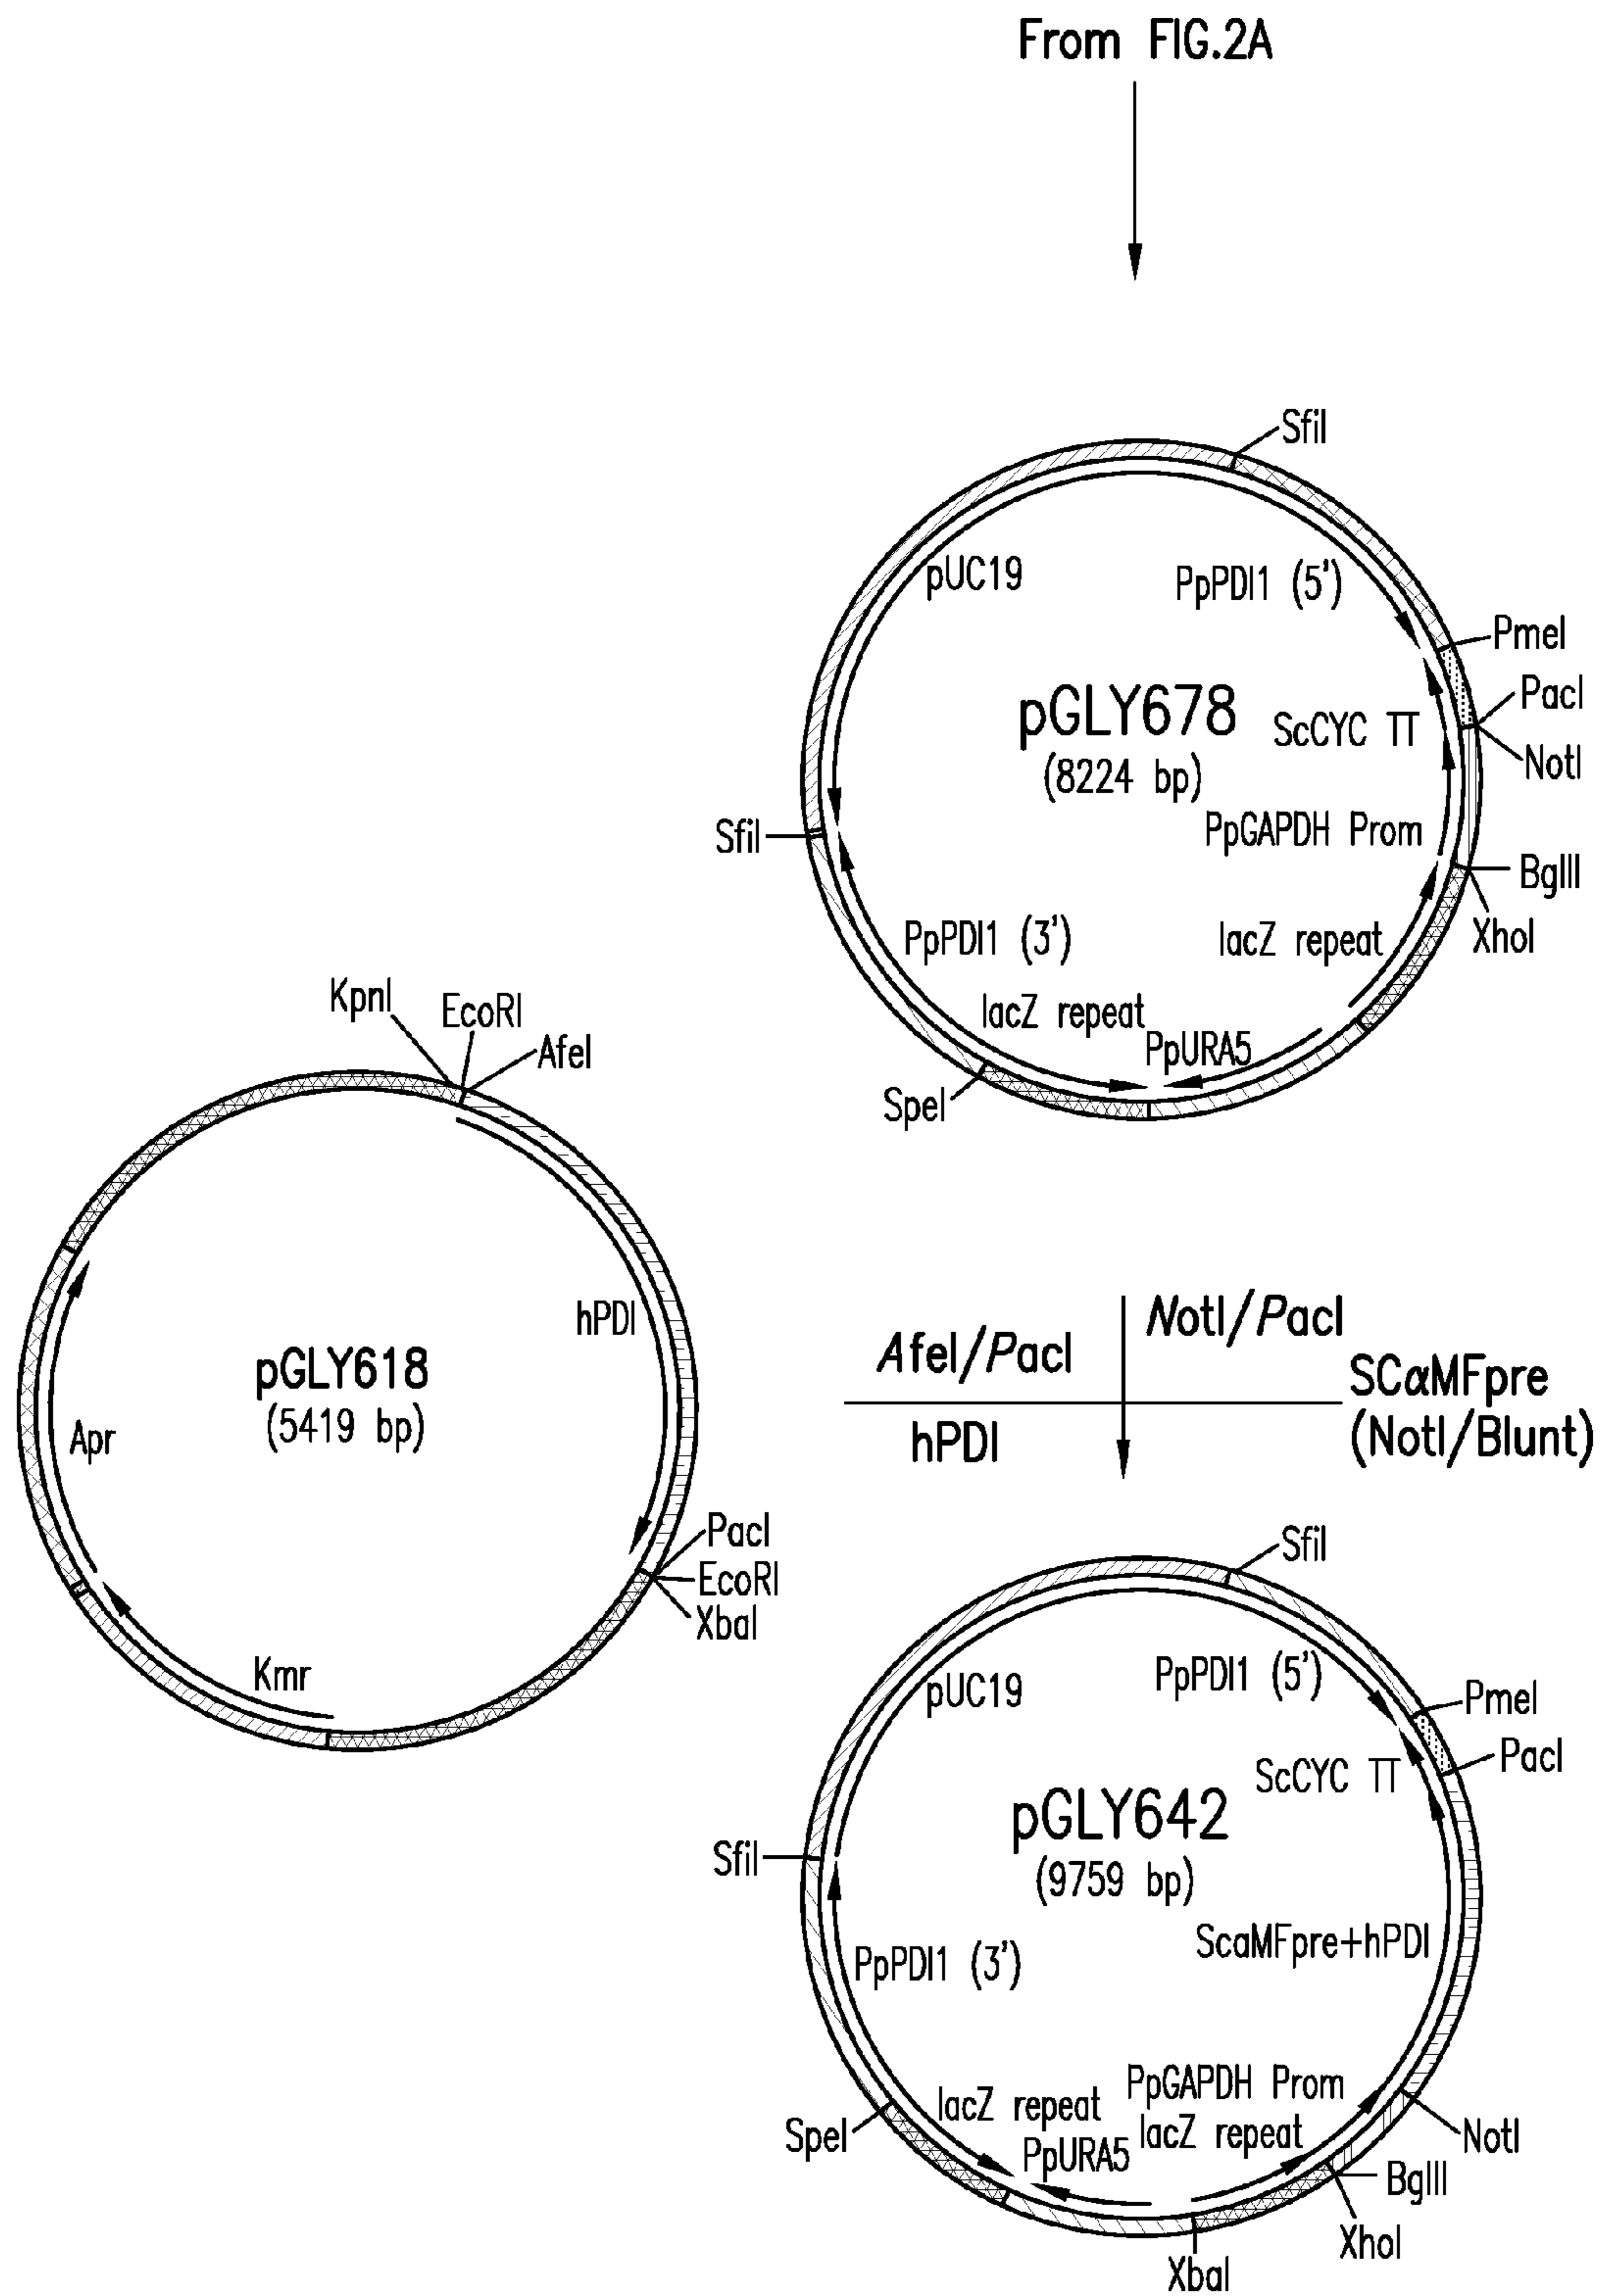 From FIG.2A
SfiI
pUC19
PpPDI1 (5')
PmeI
PacI
pGLY678
ScCYC TT
(8224 bp)
NotI
SfiI
PpGAPDH Prom
BglII
PpPDI1 (3')
lacZ repeat
XhoI
lacZ repeat
PpURA5
SpeI
KpnI
EcoRI
AfeI
hPDI
pGLY618
(5419 bp)
Apr
PacI
EcoRI
XbaI
Kmr
AfeI/PacI
NotI/PacI
hPDI
SCαMFpre
(NotI/Blunt)
SfiI
pUC19
PpPDI1 (5')
PmeI
PacI
ScCYC TT
pGLY642
(9759 bp)
SfiI
ScaMFpre+hPDI
PpPDI1 (3')
PpGAPDH Prom
lacZ repeat
lacZ repeat
SpeI
PpURA5
NotI
BglII
XhoI
XbaI